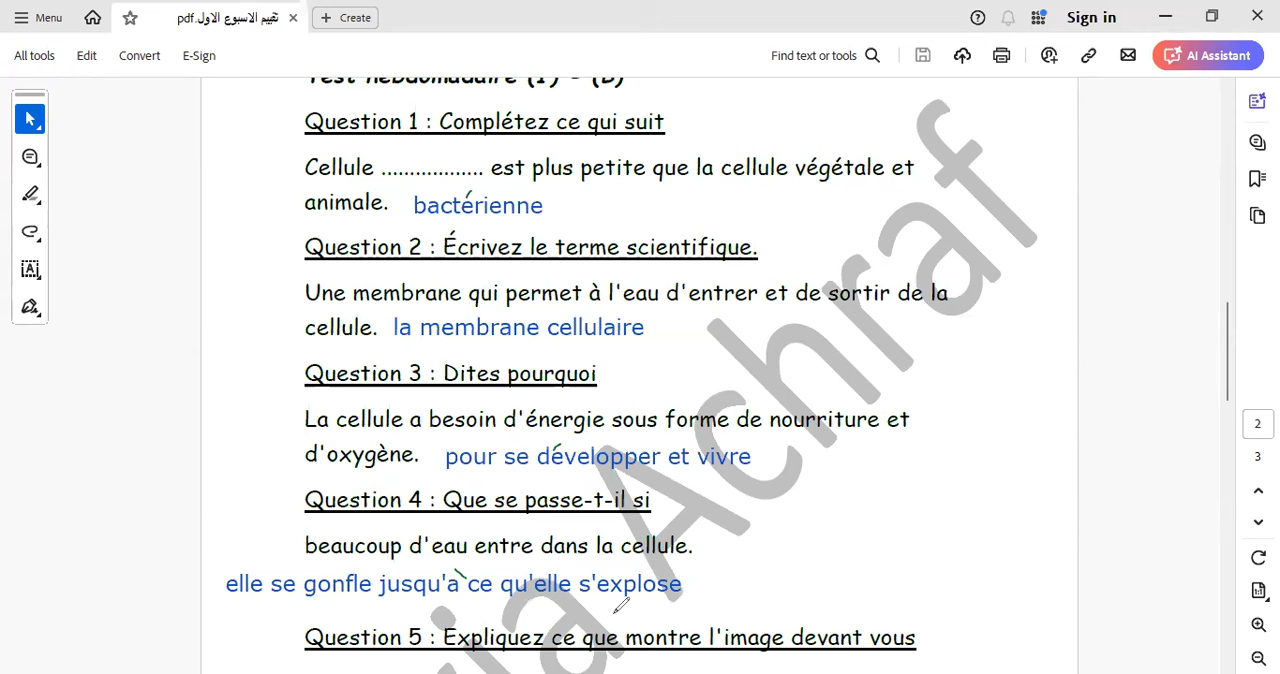 Menu
تقييم الاسبوع الاول.pdf
Create
Sign in
All tools
Edit
Convert
E-Sign
Find text or tools
AI Assistant
Test hebdomadaire (1) - (B)
Question 1 : Complétez ce qui suit
Cellule .................. est plus petite que la cellule végétale et
animale. bactérienne
Question 2 : Écrivez le terme scientifique.
Une membrane qui permet à l'eau d'entrer et de sortir de la
cellule. la membrane cellulaire
Question 3 : Dites pourquoi
La cellule a besoin d'énergie sous forme de nourriture et
d'oxygène. pour se développer et vivre
Question 4 : Que se passe-t-il si
beaucoup d'eau entre dans la cellule.
elle se gonfle jusqu'à ce qu'elle s'explose
Question 5 : Expliquez ce que montre l'image devant vous
ia Achraf
2
3